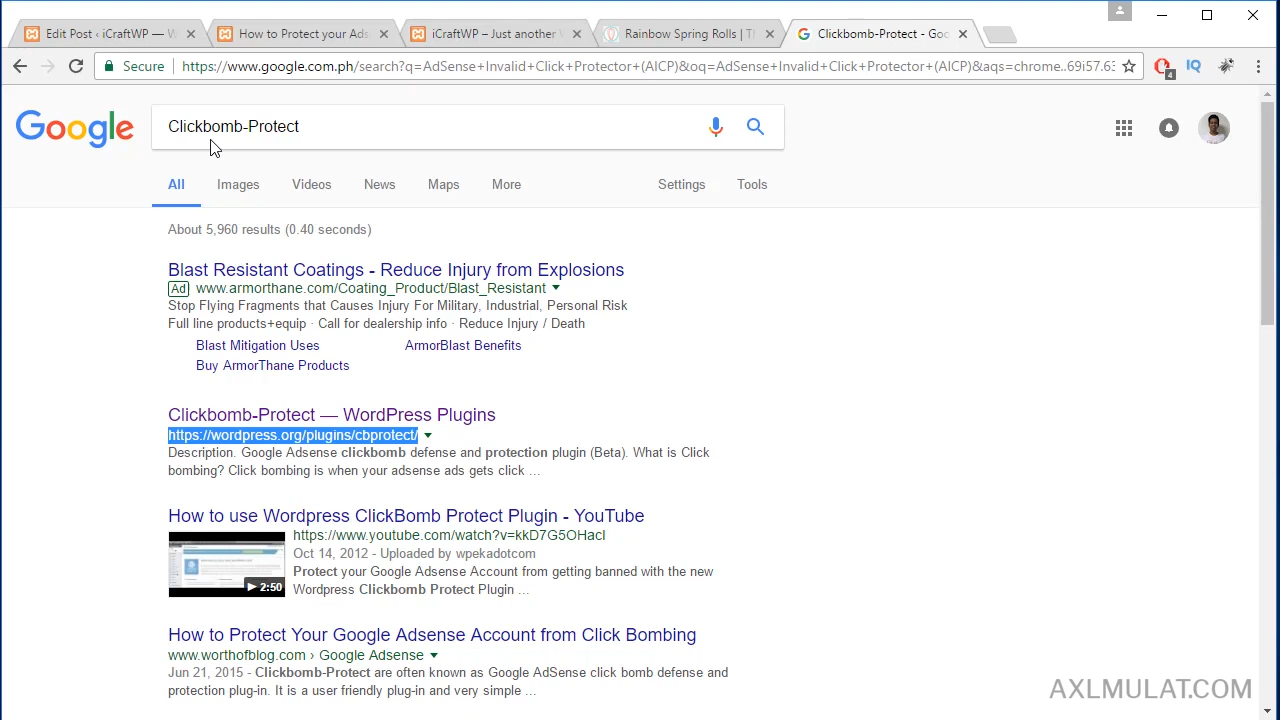 Edit Post ‹ iCraftWP — W
How to Protect your Ads
iCraftWP – Just another W
Rainbow Spring Rolls | Th
Clickbomb-Protect - Goo
Secure
https://www.google.com.ph/search?q=AdSense+Invalid+Click+Protector+(AICP)&oq=AdSense+Invalid+Click+Protector+(AICP)&aqs=chrome..69i57.63
4
IQ
Google
Clickbomb-Protect
All Images Videos News Maps More Settings Tools
About 5,960 results (0.40 seconds)
Blast Resistant Coatings - Reduce Injury from Explosions
Ad www.armorthane.com/Coating_Product/Blast_Resistant
Stop Flying Fragments that Causes Injury For Military, Industrial, Personal Risk
Full line products+equip · Call for dealership info · Reduce Injury / Death
Blast Mitigation Uses ArmorBlast Benefits
Buy ArmorThane Products
Clickbomb-Protect — WordPress Plugins
https://wordpress.org/plugins/cbprotect/
Description. Google Adsense clickbomb defense and protection plugin (Beta). What is Click
bombing? Click bombing is when your adsense ads gets click ...
How to use Wordpress ClickBomb Protect Plugin - YouTube
https://www.youtube.com/watch?v=kkD7G5OHacI
Oct 14, 2012 - Uploaded by wpekadotcom
Protect your Google Adsense Account from getting banned with the new
Wordpress Clickbomb Protect Plugin ...
2:50
How to Protect Your Google Adsense Account from Click Bombing
www.worthofblog.com › Google Adsense
Jun 21, 2015 - Clickbomb-Protect are often known as Google AdSense click bomb defense and
protection plug-in. It is a user friendly plug-in and very simple ...
AXLMULAT.COM